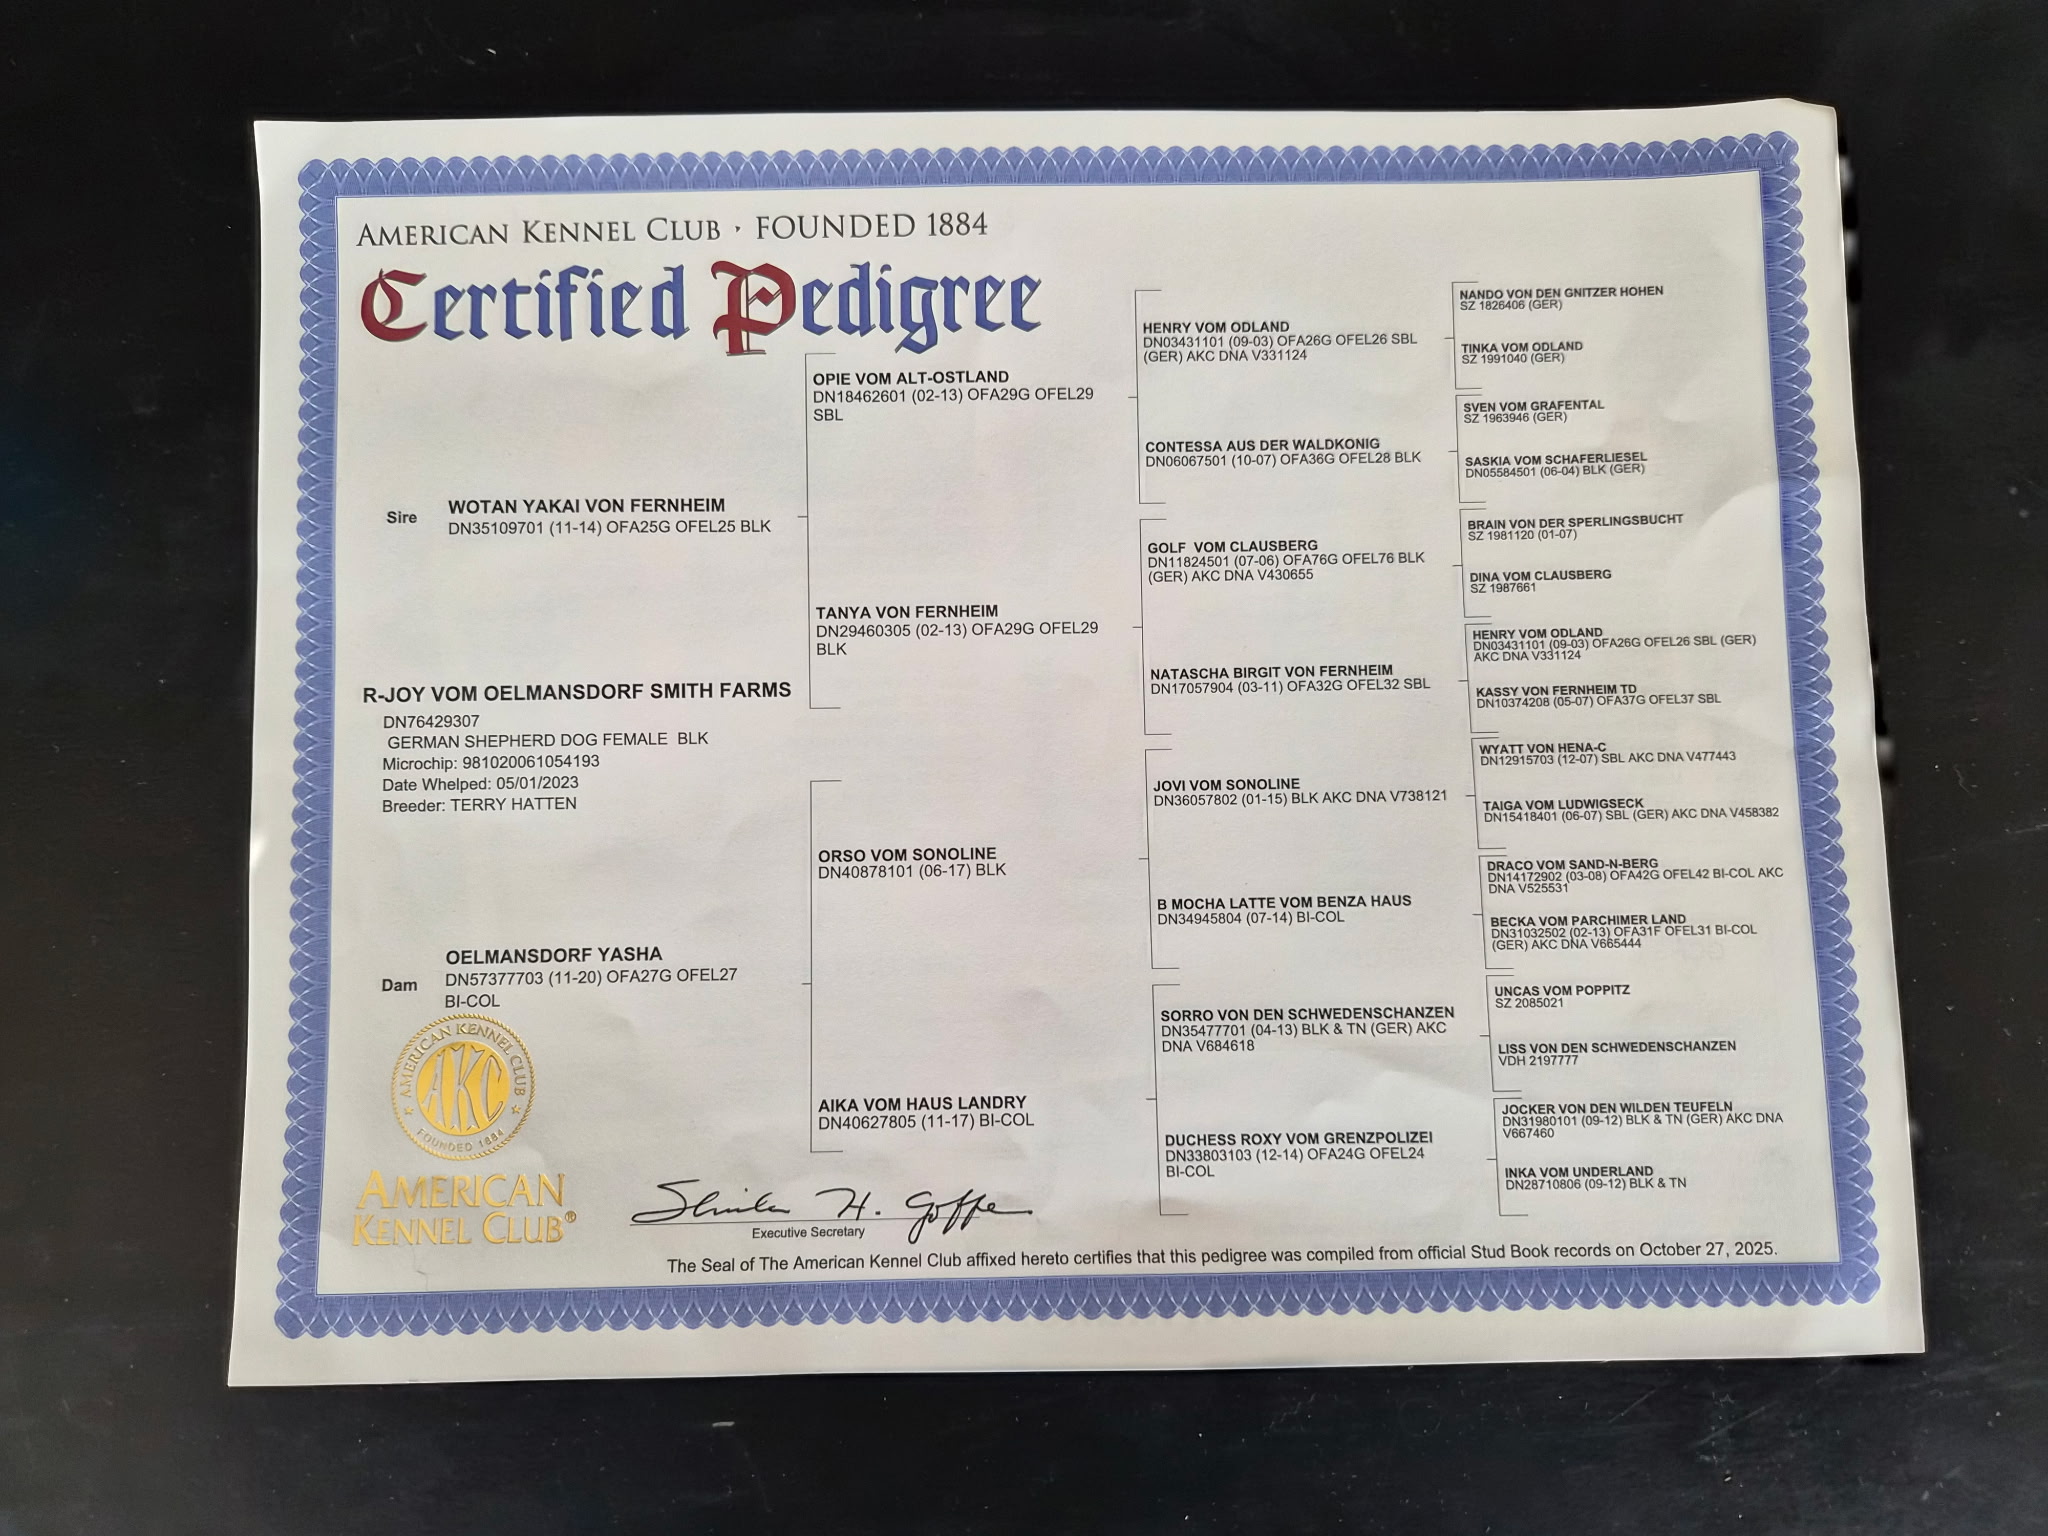 AMERICAN KENNEL CLUB · FOUNDED 1884
Certified Pedigree
Sire
WOTAN YAKAI VON FERNHEIM
DN35109701 (11-14) OFA25G OFEL25 BLK
R-JOY VOM OELMANSDORF SMITH FARMS
DN76429307
GERMAN SHEPHERD DOG FEMALE BLK
Microchip: 981020061054193
Date Whelped: 05/01/2023
Breeder: TERRY HATTEN
Dam
OELMANSDORF YASHA
DN57377703 (11-20) OFA27G OFEL27
BI-COL
OPIE VOM ALT-OSTLAND
DN18462601 (02-13) OFA29G OFEL29
SBL
TANYA VON FERNHEIM
DN29460305 (02-13) OFA29G OFEL29
BLK
ORSO VOM SONOLINE
DN40878101 (06-17) BLK
AIKA VOM HAUS LANDRY
DN40627805 (11-17) BI-COL
HENRY VOM ODLAND
DN03431101 (09-03) OFA26G OFEL26 SBL
(GER) AKC DNA V331124
CONTESSA AUS DER WALDKONIG
DN06067501 (10-07) OFA36G OFEL28 BLK
GOLF VOM CLAUSBERG
DN11824501 (07-06) OFA76G OFEL76 BLK
(GER) AKC DNA V430655
NATASCHA BIRGIT VON FERNHEIM
DN17057904 (03-11) OFA32G OFEL32 SBL
JOVI VOM SONOLINE
DN36057802 (01-15) BLK AKC DNA V738121
B MOCHA LATTE VOM BENZA HAUS
DN34945804 (07-14) BI-COL
SORRO VON DEN SCHWEDENSCHANZEN
DN35477701 (04-13) BLK & TN (GER) AKC
DNA V684618
DUCHESS ROXY VOM GRENZPOLIZEI
DN33803103 (12-14) OFA24G OFEL24
BI-COL
NANDO VON DEN GNITZER HOHEN
SZ 1826406 (GER)
TINKA VOM ODLAND
SZ 1991040 (GER)
SVEN VOM GRAFENTAL
SZ 1963946 (GER)
SASKIA VOM SCHAFERLIESEL
DN05584501 (06-04) BLK (GER)
BRAIN VON DER SPERLINGSBUCHT
SZ 1981120 (01-07)
DINA VOM CLAUSBERG
SZ 1987661
HENRY VOM ODLAND
DN03431101 (09-03) OFA26G OFEL26 SBL (GER)
AKC DNA V331124
KASSY VON FERNHEIM TD
DN10374208 (05-07) OFA37G OFEL37 SBL
WYATT VON HENA-C
DN12915703 (12-07) SBL AKC DNA V477443
TAIGA VOM LUDWIGSECK
DN15418401 (06-07) SBL (GER) AKC DNA V458382
DRACO VOM SAND-N-BERG
DN14172902 (03-08) OFA42G OFEL42 BI-COL AKC
DNA V525531
BECKA VOM PARCHIMER LAND
DN31032502 (02-13) OFA31F OFEL31 BI-COL
(GER) AKC DNA V665444
UNCAS VOM POPPITZ
SZ 2085021
LISS VON DEN SCHWEDENSCHANZEN
VDH 2197777
JOCKER VON DEN WILDEN TEUFELN
DN31980101 (09-12) BLK & TN (GER) AKC DNA
V667460
INKA VOM UNDERLAND
DN28710806 (09-12) BLK & TN
AMERICAN KENNEL CLUB
AKC
FOUNDED 1884
AMERICAN
KENNEL CLUB®
H. Goffe
Executive Secretary
The Seal of The American Kennel Club affixed hereto certifies that this pedigree was compiled from official Stud Book records on October 27, 2025.